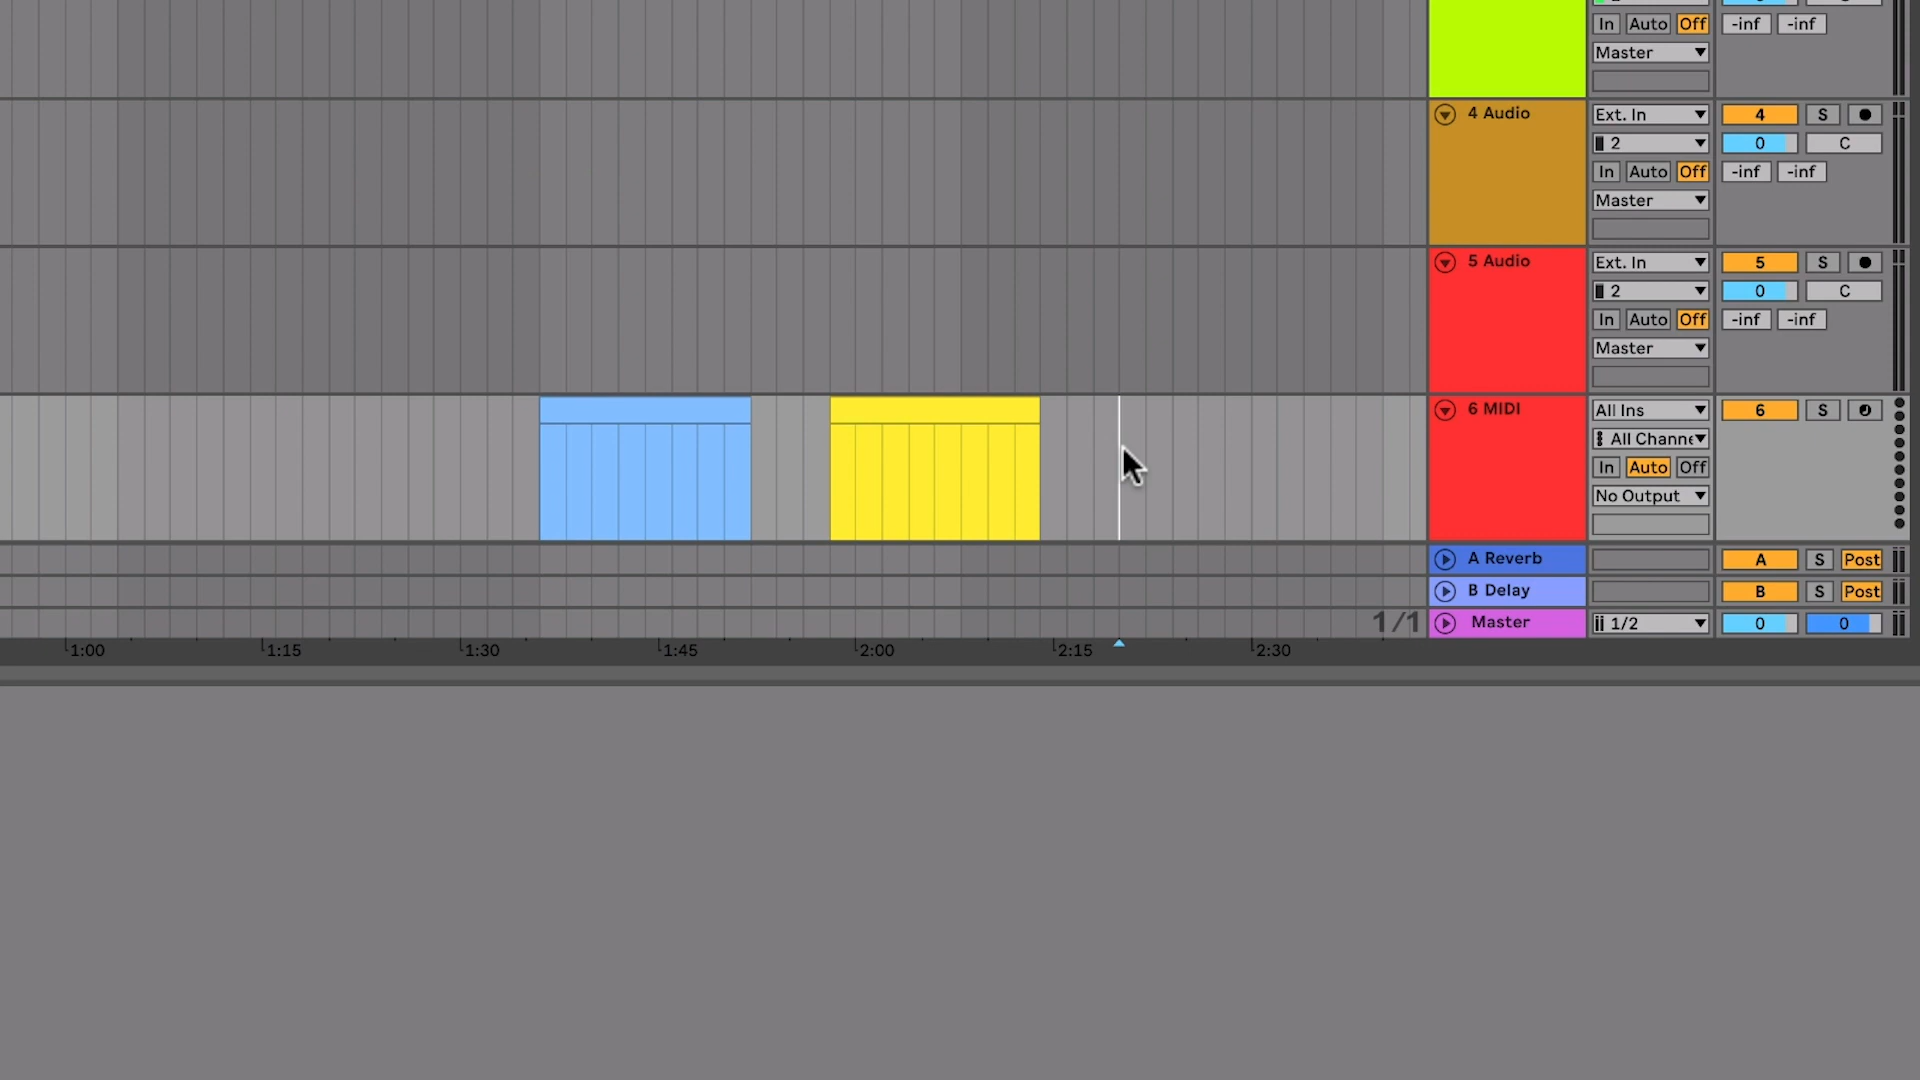 In Auto Off -inf -inf
Master
4 Audio Ext. In 4 S
2 0 C
In Auto Off -inf -inf
Master
5 Audio Ext. In 5 S
2 0 C
In Auto Off -inf -inf
Master
6 MIDI All Ins 6 S
All Channe
In Auto Off
No Output
A Reverb A S Post
B Delay B S Post
1/1 Master 1/2 0 0
1:00 1:15 1:30 1:45 2:00 2:15 2:30